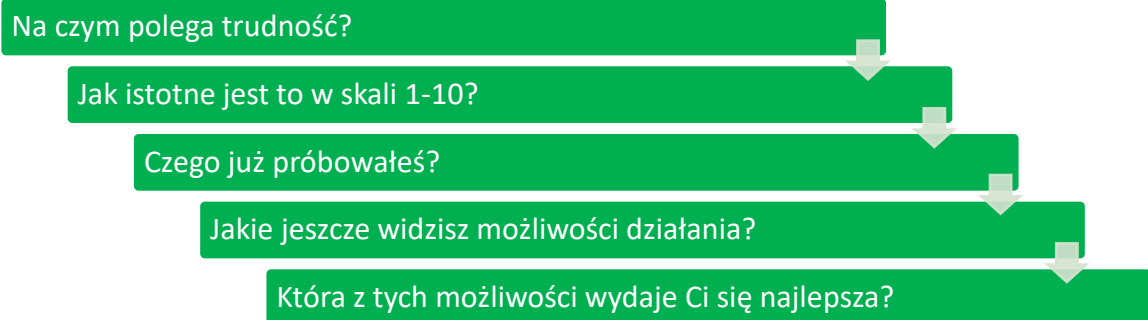 Na czym polega trudność?
Jak istotne jest to w skali 1-10?
Czego już próbowałeś?
Jakie jeszcze widzisz możliwości działania?
Która z tych możliwości wydaje Ci się najlepsza?